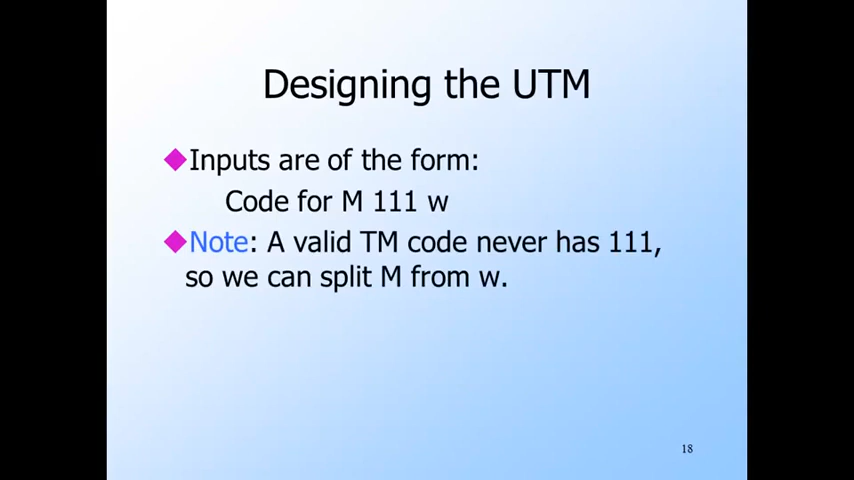 Designing the UTM
Inputs are of the form:
Code for M 111 w
Note: A valid TM code never has 111,
so we can split M from w.
18